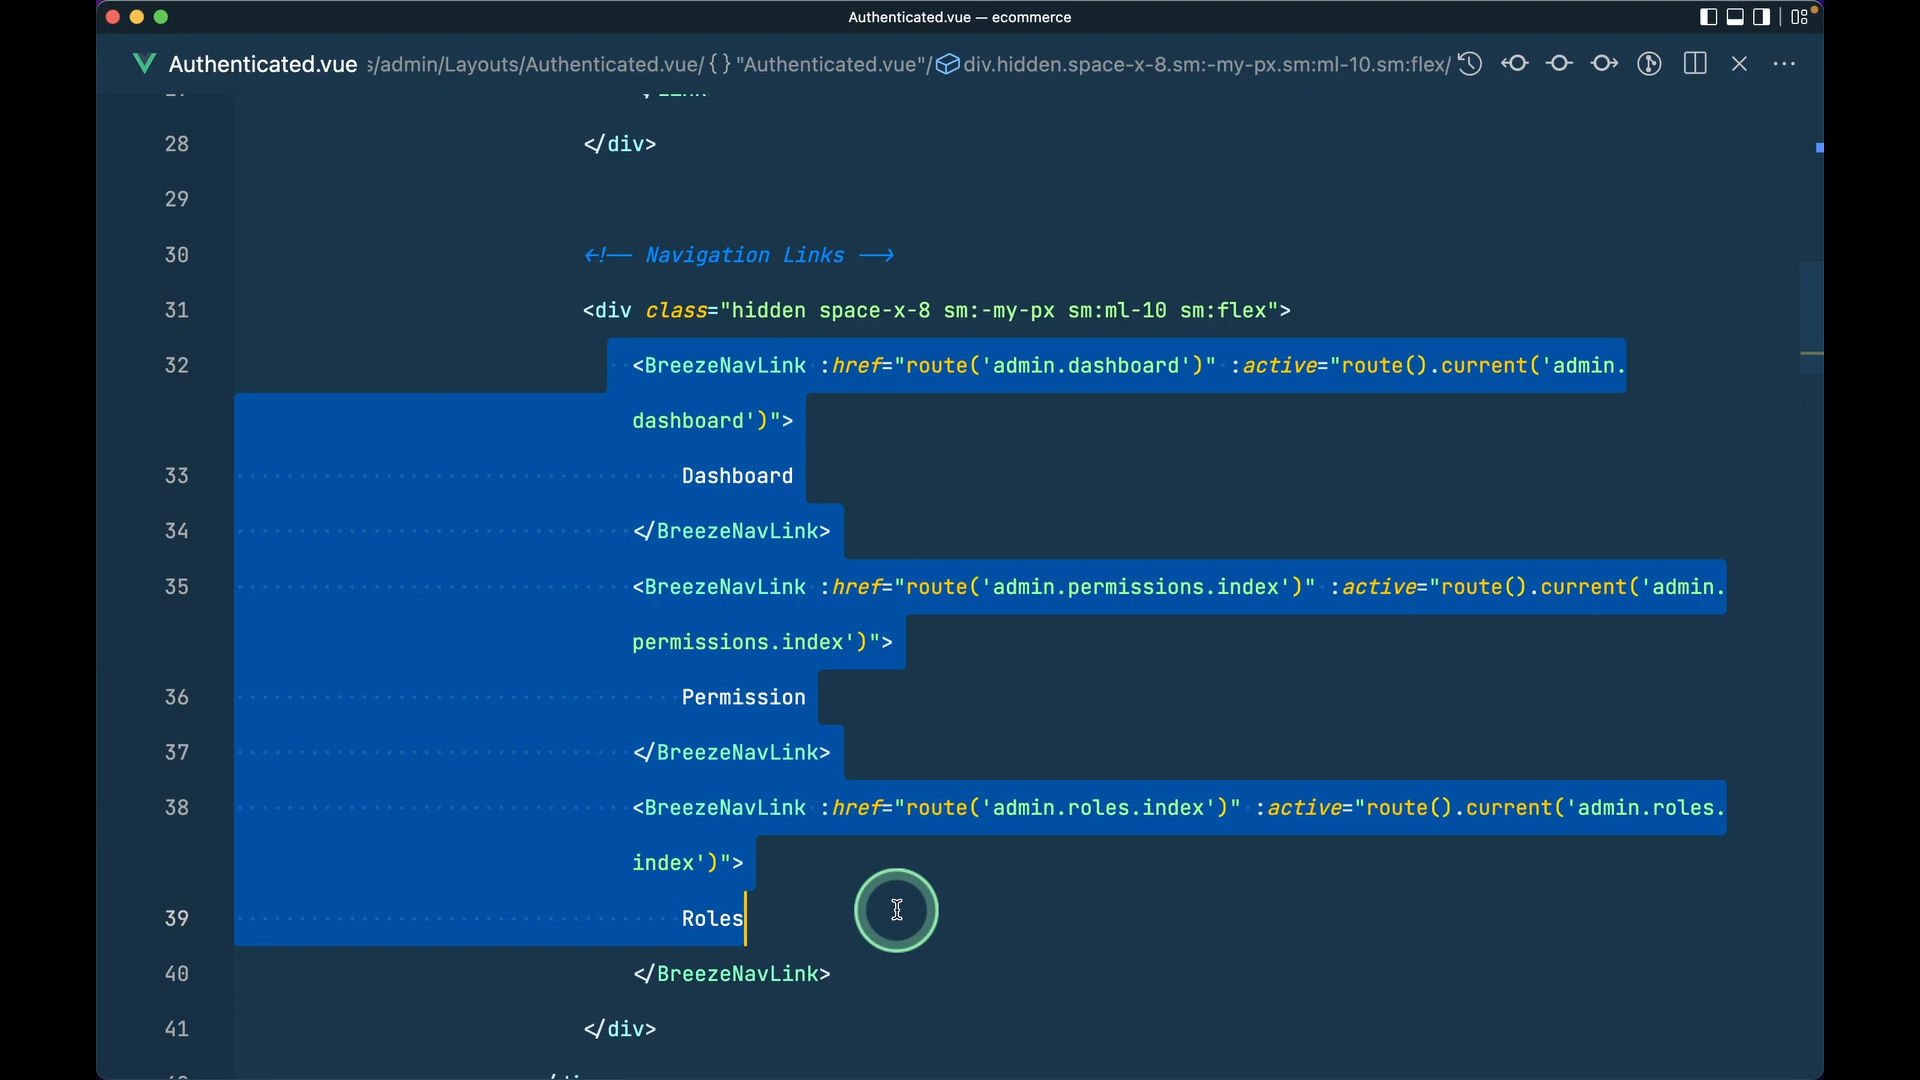 Authenticated.vue — ecommerce
Authenticated.vue s/admin/Layouts/Authenticated.vue/ {} "Authenticated.vue"/ div.hidden.space-x-8.sm:-my-px.sm:ml-10.sm:flex/
28 </div>
29
30 <!-- Navigation Links -->
31 <div class="hidden space-x-8 sm:-my-px sm:ml-10 sm:flex">
32 <BreezeNavLink :href="route('admin.dashboard')" :active="route().current('admin.
dashboard')">
33 Dashboard
34 </BreezeNavLink>
35 <BreezeNavLink :href="route('admin.permissions.index')" :active="route().current('admin.
permissions.index')">
36 Permission
37 </BreezeNavLink>
38 <BreezeNavLink :href="route('admin.roles.index')" :active="route().current('admin.roles.
index')">
39 Roles
40 </BreezeNavLink>
41 </div>